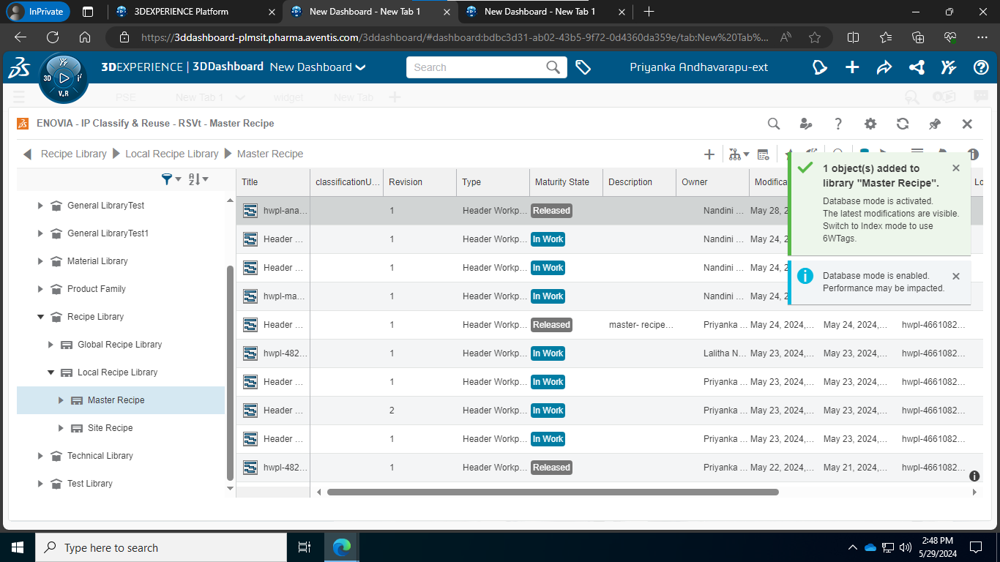 InPrivate
3DEXPERIENCE Platform
New Dashboard - New Tab 1
New Dashboard - New Tab 1
https://3ddashboard-plmsit.pharma.aventis.com/3ddashboard/#dashboard:bdbc3d31-ab02-43b5-9f72-0d4360da359e/tab:New%20Tab%...
3DEXPERIENCE | 3DDashboard New Dashboard
Search
Priyanka Andhavarapu-ext
3D
V.R
PSE
New Tab 1
widget
New Tab
ENOVIA - IP Classify & Reuse - RSVt - Master Recipe
Recipe Library
Local Recipe Library
Master Recipe
General LibraryTest
General LibraryTest1
Material Library
Product Family
Recipe Library
Global Recipe Library
Local Recipe Library
Master Recipe
Site Recipe
Technical Library
Test Library
Title classificationU... Revision Type Maturity State Description Owner Modifica Lo
hwpl-ana... 1 Header Workp... Released Nandini ... May 28, 2
Header ... 1 Header Workp... In Work Nandini ... May 24, 2
Header ... 1 Header Workp... In Work Nandini ... May 24, 2
hwpl-ma... 1 Header Workp... In Work Nandini ... May 24, 2
Header ... 1 Header Workp... Released master- recipe... Priyanka ... May 24, 2024,... May 24, 2024,... hwpl-4661082...
hwpl-482... 1 Header Workp... In Work Lalitha N... May 23, 2024,... May 23, 2024,... hwpl-4661082...
Header ... 1 Header Workp... In Work Priyanka ... May 23, 2024,... May 23, 2024,... hwpl-4661082...
Header ... 2 Header Workp... In Work Priyanka ... May 23, 2024,... May 23, 2024,... hwpl-4661082...
Header ... 1 Header Workp... In Work Priyanka ... May 23, 2024,... May 23, 2024,... hwpl-4661082...
hwpl-482... 1 Header Workp... Released Priyanka ... May 22, 2024,... May 21, 2024,... hwpl-4661082...
1 object(s) added to
library "Master Recipe".
Database mode is activated.
The latest modifications are visible.
Switch to Index mode to use
6WTags.
Database mode is enabled.
Performance may be impacted.
Type here to search
2:48 PM
5/29/2024